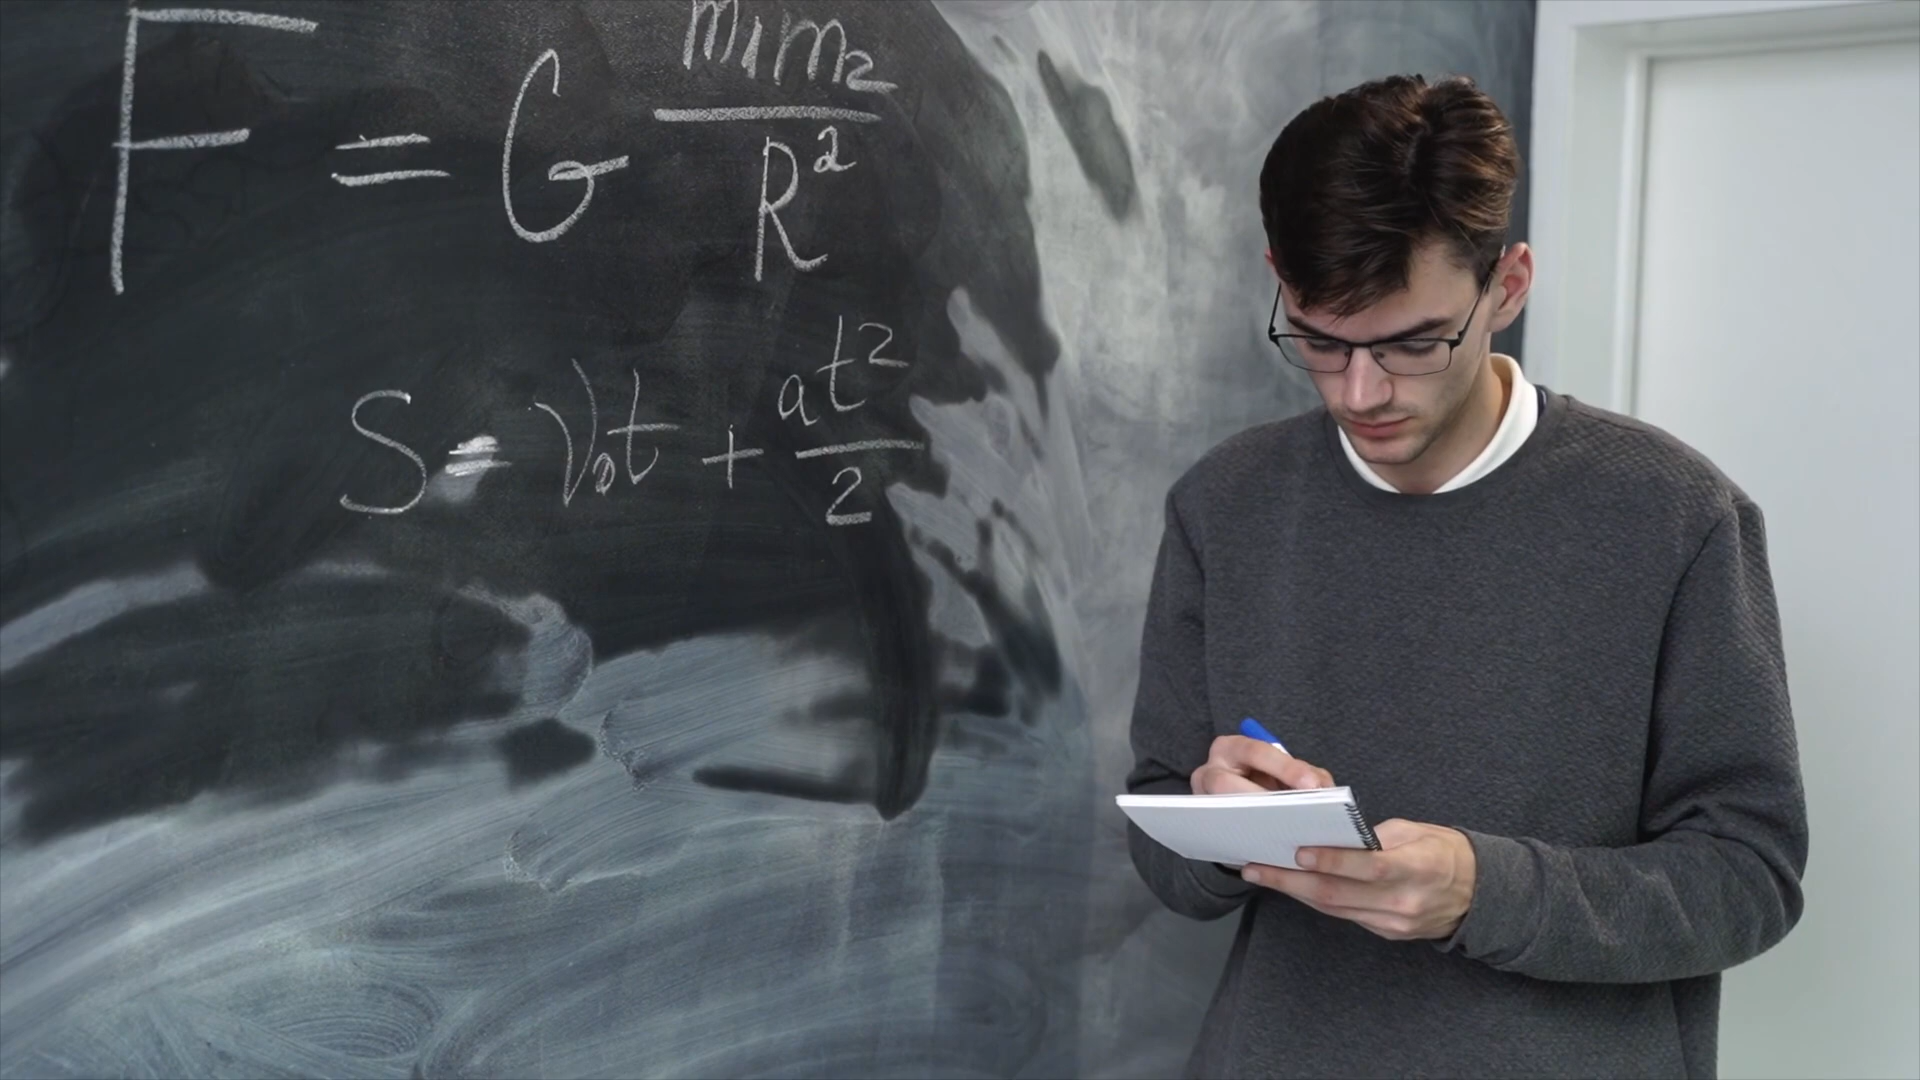 F = G m₁m₂/R²
S = V₀t + at²/2